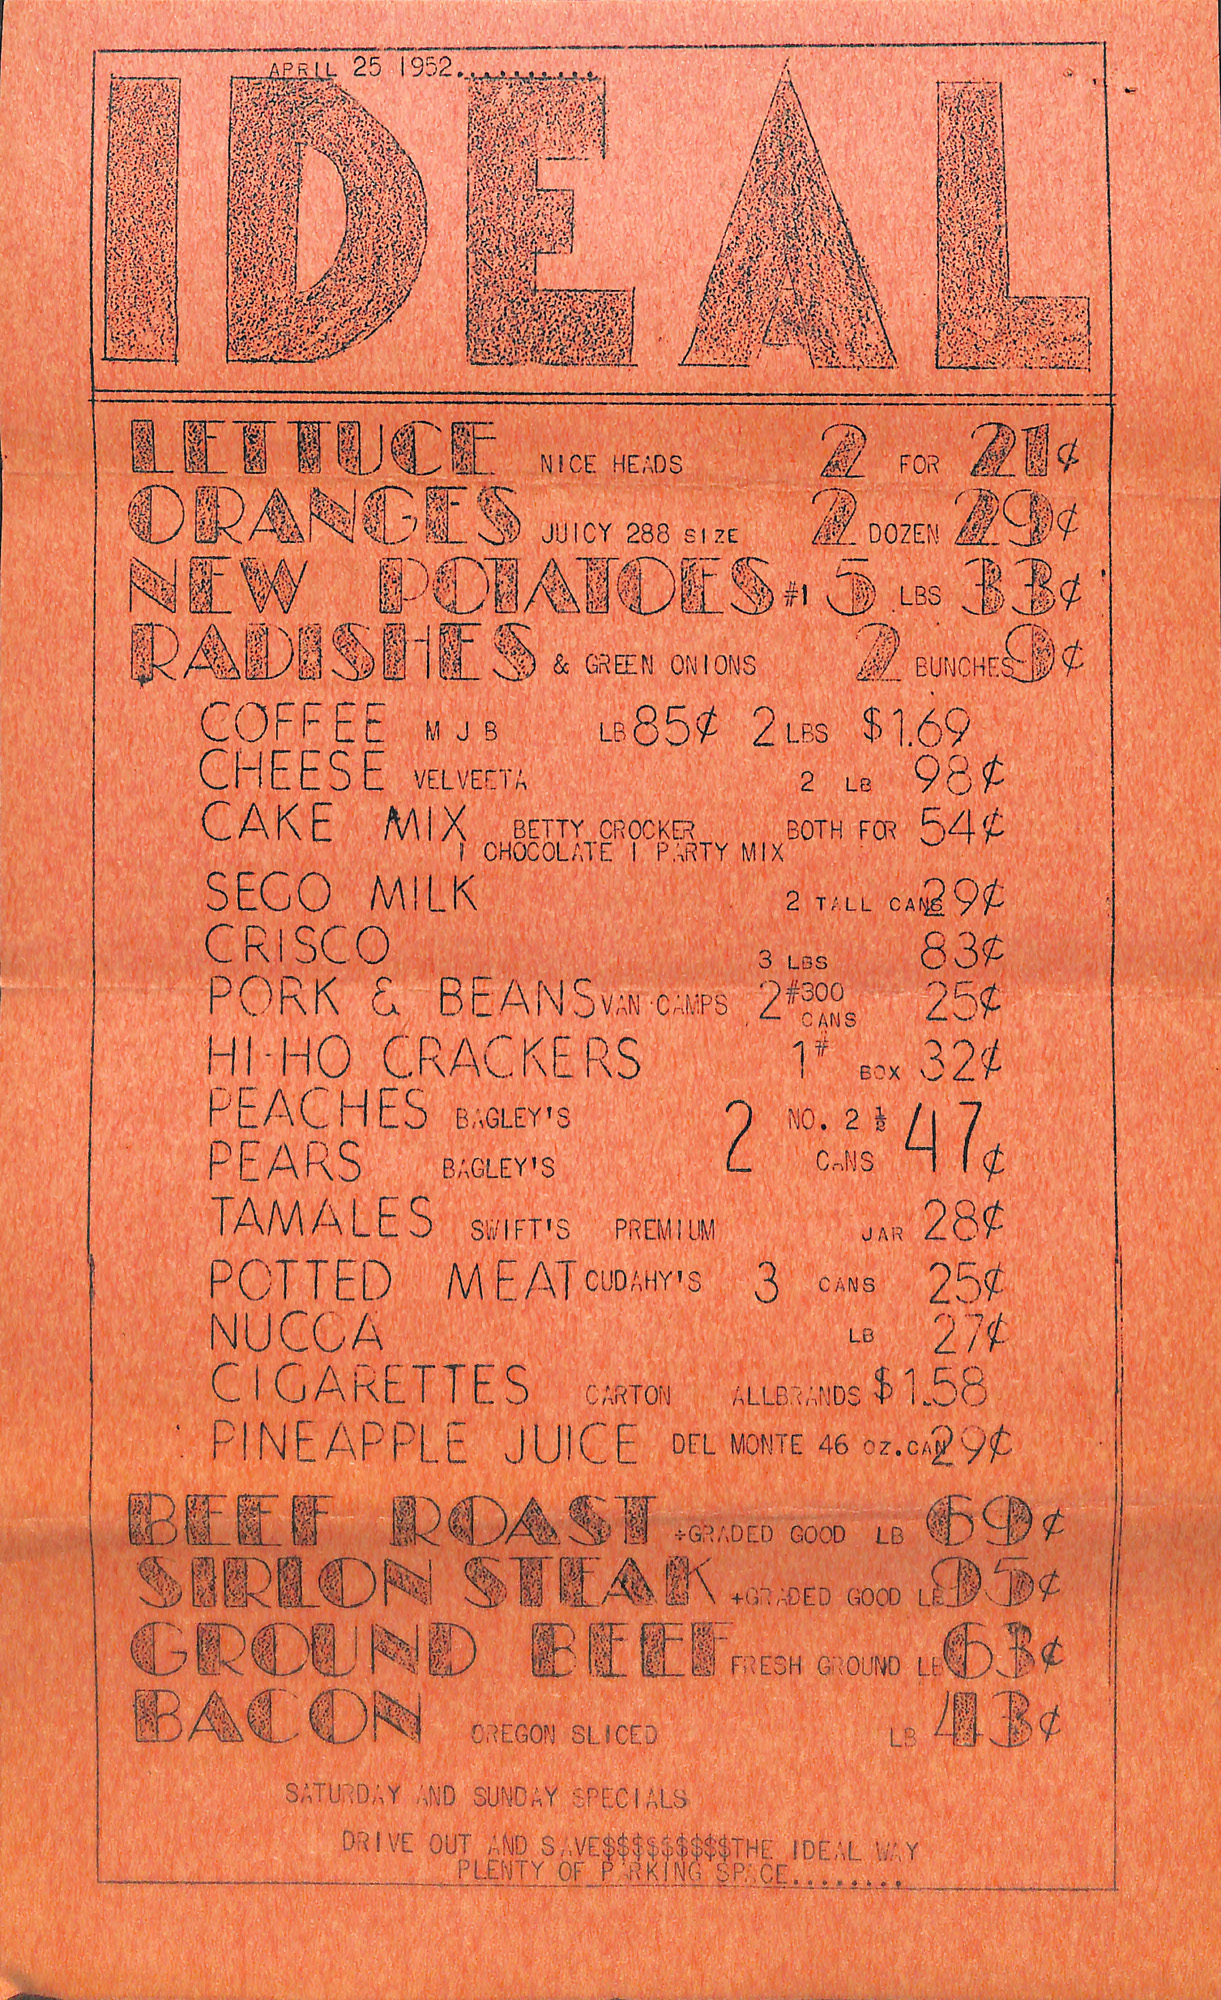 APRIL 25 1952..........
IDEAL
LETTUCE NICE HEADS 2 FOR 21¢
ORANGES JUICY 288 SIZE 2 DOZEN 29¢
NEW POTATOES #1 5 LBS 33¢
RADISHES & GREEN ONIONS 2 BUNCHES 9¢
COFFEE M J B LB 85¢ 2 LBS $1.69
CHEESE VELVEETA 2 LB 98¢
CAKE MIX BETTY CROCKER BOTH FOR 54¢
1 CHOCOLATE 1 PARTY MIX
SEGO MILK 2 TALL CANS 29¢
CRISCO 3 LBS 83¢
PORK & BEANS VAN CAMPS 2 #300 CANS 25¢
HI-HO CRACKERS 1# BOX 32¢
PEACHES BAGLEY'S 2 NO. 2 ½ 47¢
PEARS BAGLEY'S CANS
TAMALES SWIFT'S PREMIUM JAR 28¢
POTTED MEAT CUDAHY'S 3 CANS 25¢
NUCOA LB 27¢
CIGARETTES CARTON ALLBRANDS $1.58
PINEAPPLE JUICE DEL MONTE 46 OZ.CAN 29¢
BEEF ROAST +GRADED GOOD LB 69¢
SIRLON STEAK +GRADED GOOD LB 95¢
GROUND BEEF FRESH GROUND LB 63¢
BACON OREGON SLICED LB 43¢
SATURDAY AND SUNDAY SPECIALS
DRIVE OUT AND SAVE$$$$$$$$$THE IDEAL WAY
PLENTY OF PARKING SPACE........